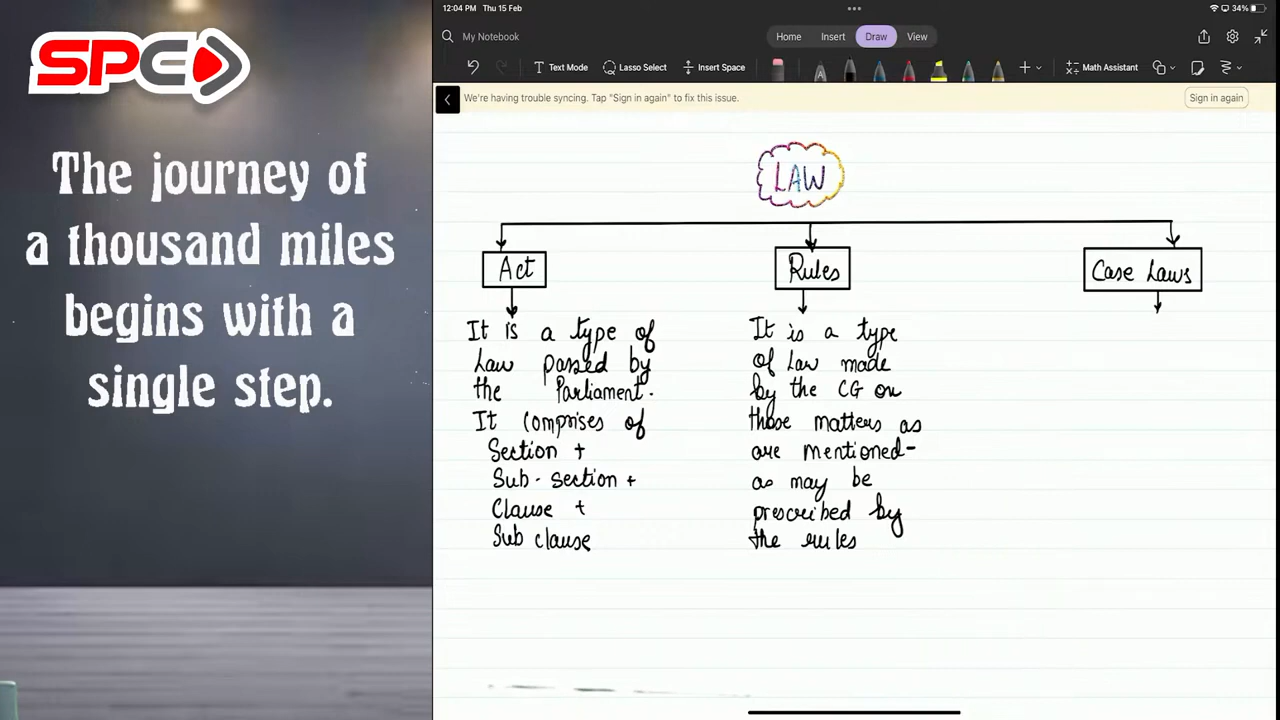 SPC
The journey of
a thousand miles
begins with a
single step.
12:04 PM Thu 15 Feb
34%
My Notebook
Home Insert Draw View
Text Mode Lasso Select Insert Space Math Assistant
We're having trouble syncing. Tap "Sign in again" to fix this issue.
Sign in again
LAW
Act
Rules
Case Laws
It is a type of
Law passed by
the Parliament.
It comprises of
Section +
Sub-section +
Clause +
Sub clause
It is a type
of Law made
by the CG on
those matters as
are mentioned-
as may be
prescribed by
the rules